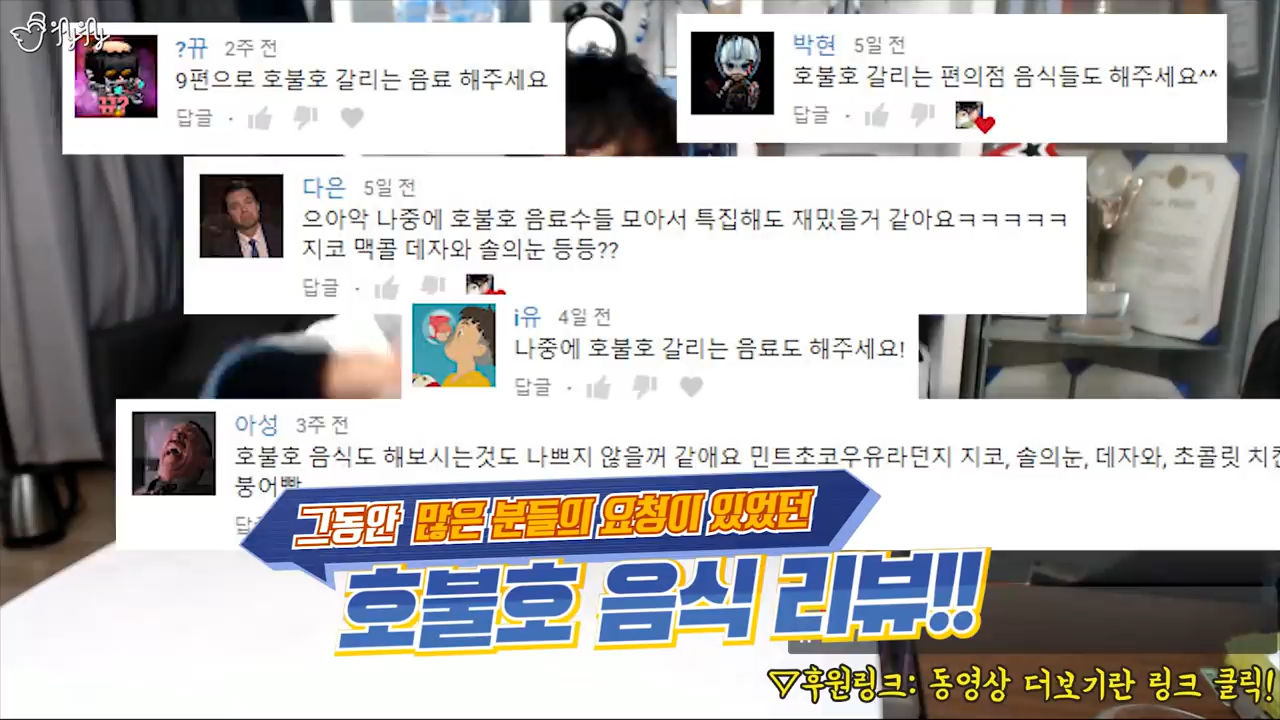 ?뀨 2주 전
9편으로 호불호 갈리는 음료 해주세요
답글
박현 5일 전
호불호 갈리는 편의점 음식들도 해주세요^^
답글
다은 5일 전
으아악 나중에 호불호 음료수들 모아서 특집해도 재밌을거 같아요ㅋㅋㅋㅋㅋ
지코 맥콜 데자와 솔의눈 등등??
답글
i유 4일 전
나중에 호불호 갈리는 음료도 해주세요!
답글
아성 3주 전
호불호 음식도 해보시는것도 나쁘지 않을꺼 같애요 민트초코우유라던지 지코, 솔의눈, 데자와, 초콜릿
붕어빵
그동안 많은 분들의 요청이 있었던
호불호 음식 리뷰!!
▽후원링크: 동영상 더보기란 링크 클릭!